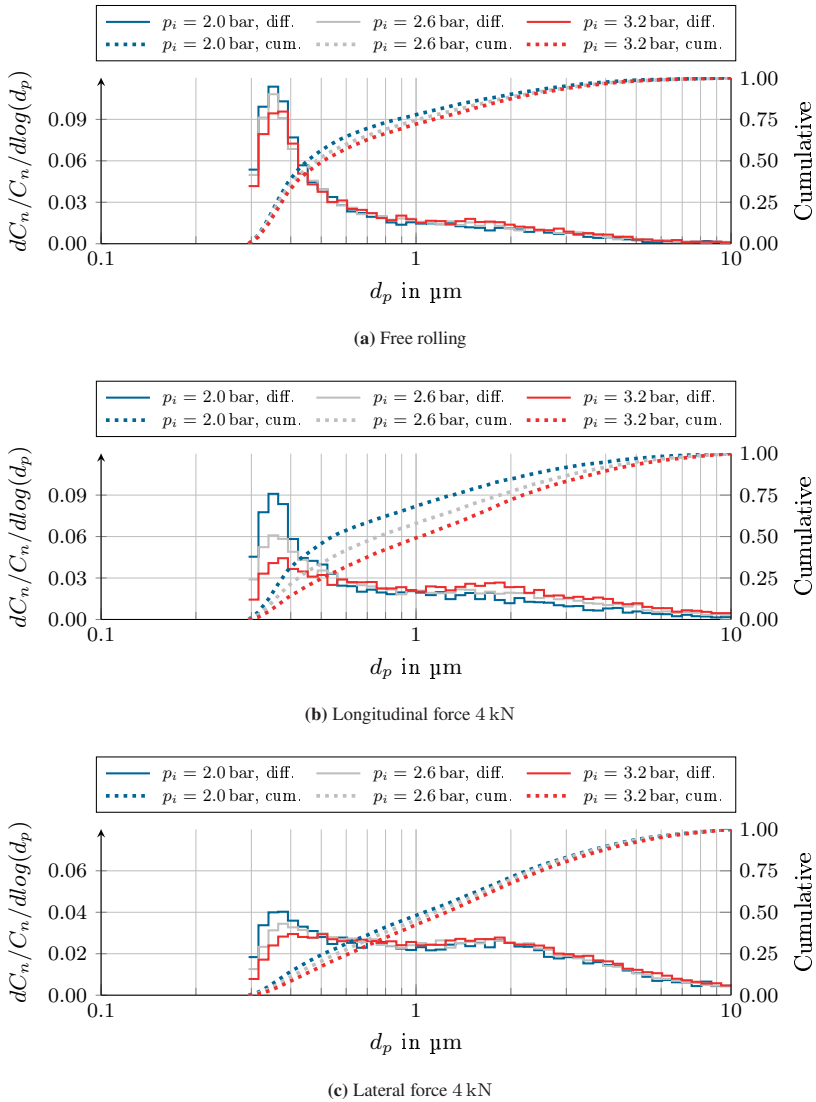 p_i = 2.0 bar, diff. p_i = 2.6 bar, diff. p_i = 3.2 bar, diff.
p_i = 2.0 bar, cum. p_i = 2.6 bar, cum. p_i = 3.2 bar, cum.
dC_n/C_n/dlog(d_p)
0.09
0.06
0.03
0.00
1.00
0.75
0.50
0.25
0.00
Cumulative
0.1 1 10
d_p in µm
(a) Free rolling
p_i = 2.0 bar, diff. p_i = 2.6 bar, diff. p_i = 3.2 bar, diff.
p_i = 2.0 bar, cum. p_i = 2.6 bar, cum. p_i = 3.2 bar, cum.
dC_n/C_n/dlog(d_p)
0.09
0.06
0.03
0.00
1.00
0.75
0.50
0.25
0.00
Cumulative
0.1 1 10
d_p in µm
(b) Longitudinal force 4 kN
p_i = 2.0 bar, diff. p_i = 2.6 bar, diff. p_i = 3.2 bar, diff.
p_i = 2.0 bar, cum. p_i = 2.6 bar, cum. p_i = 3.2 bar, cum.
dC_n/C_n/dlog(d_p)
0.06
0.04
0.02
0.00
1.00
0.75
0.50
0.25
0.00
Cumulative
0.1 1 10
d_p in µm
(c) Lateral force 4 kN